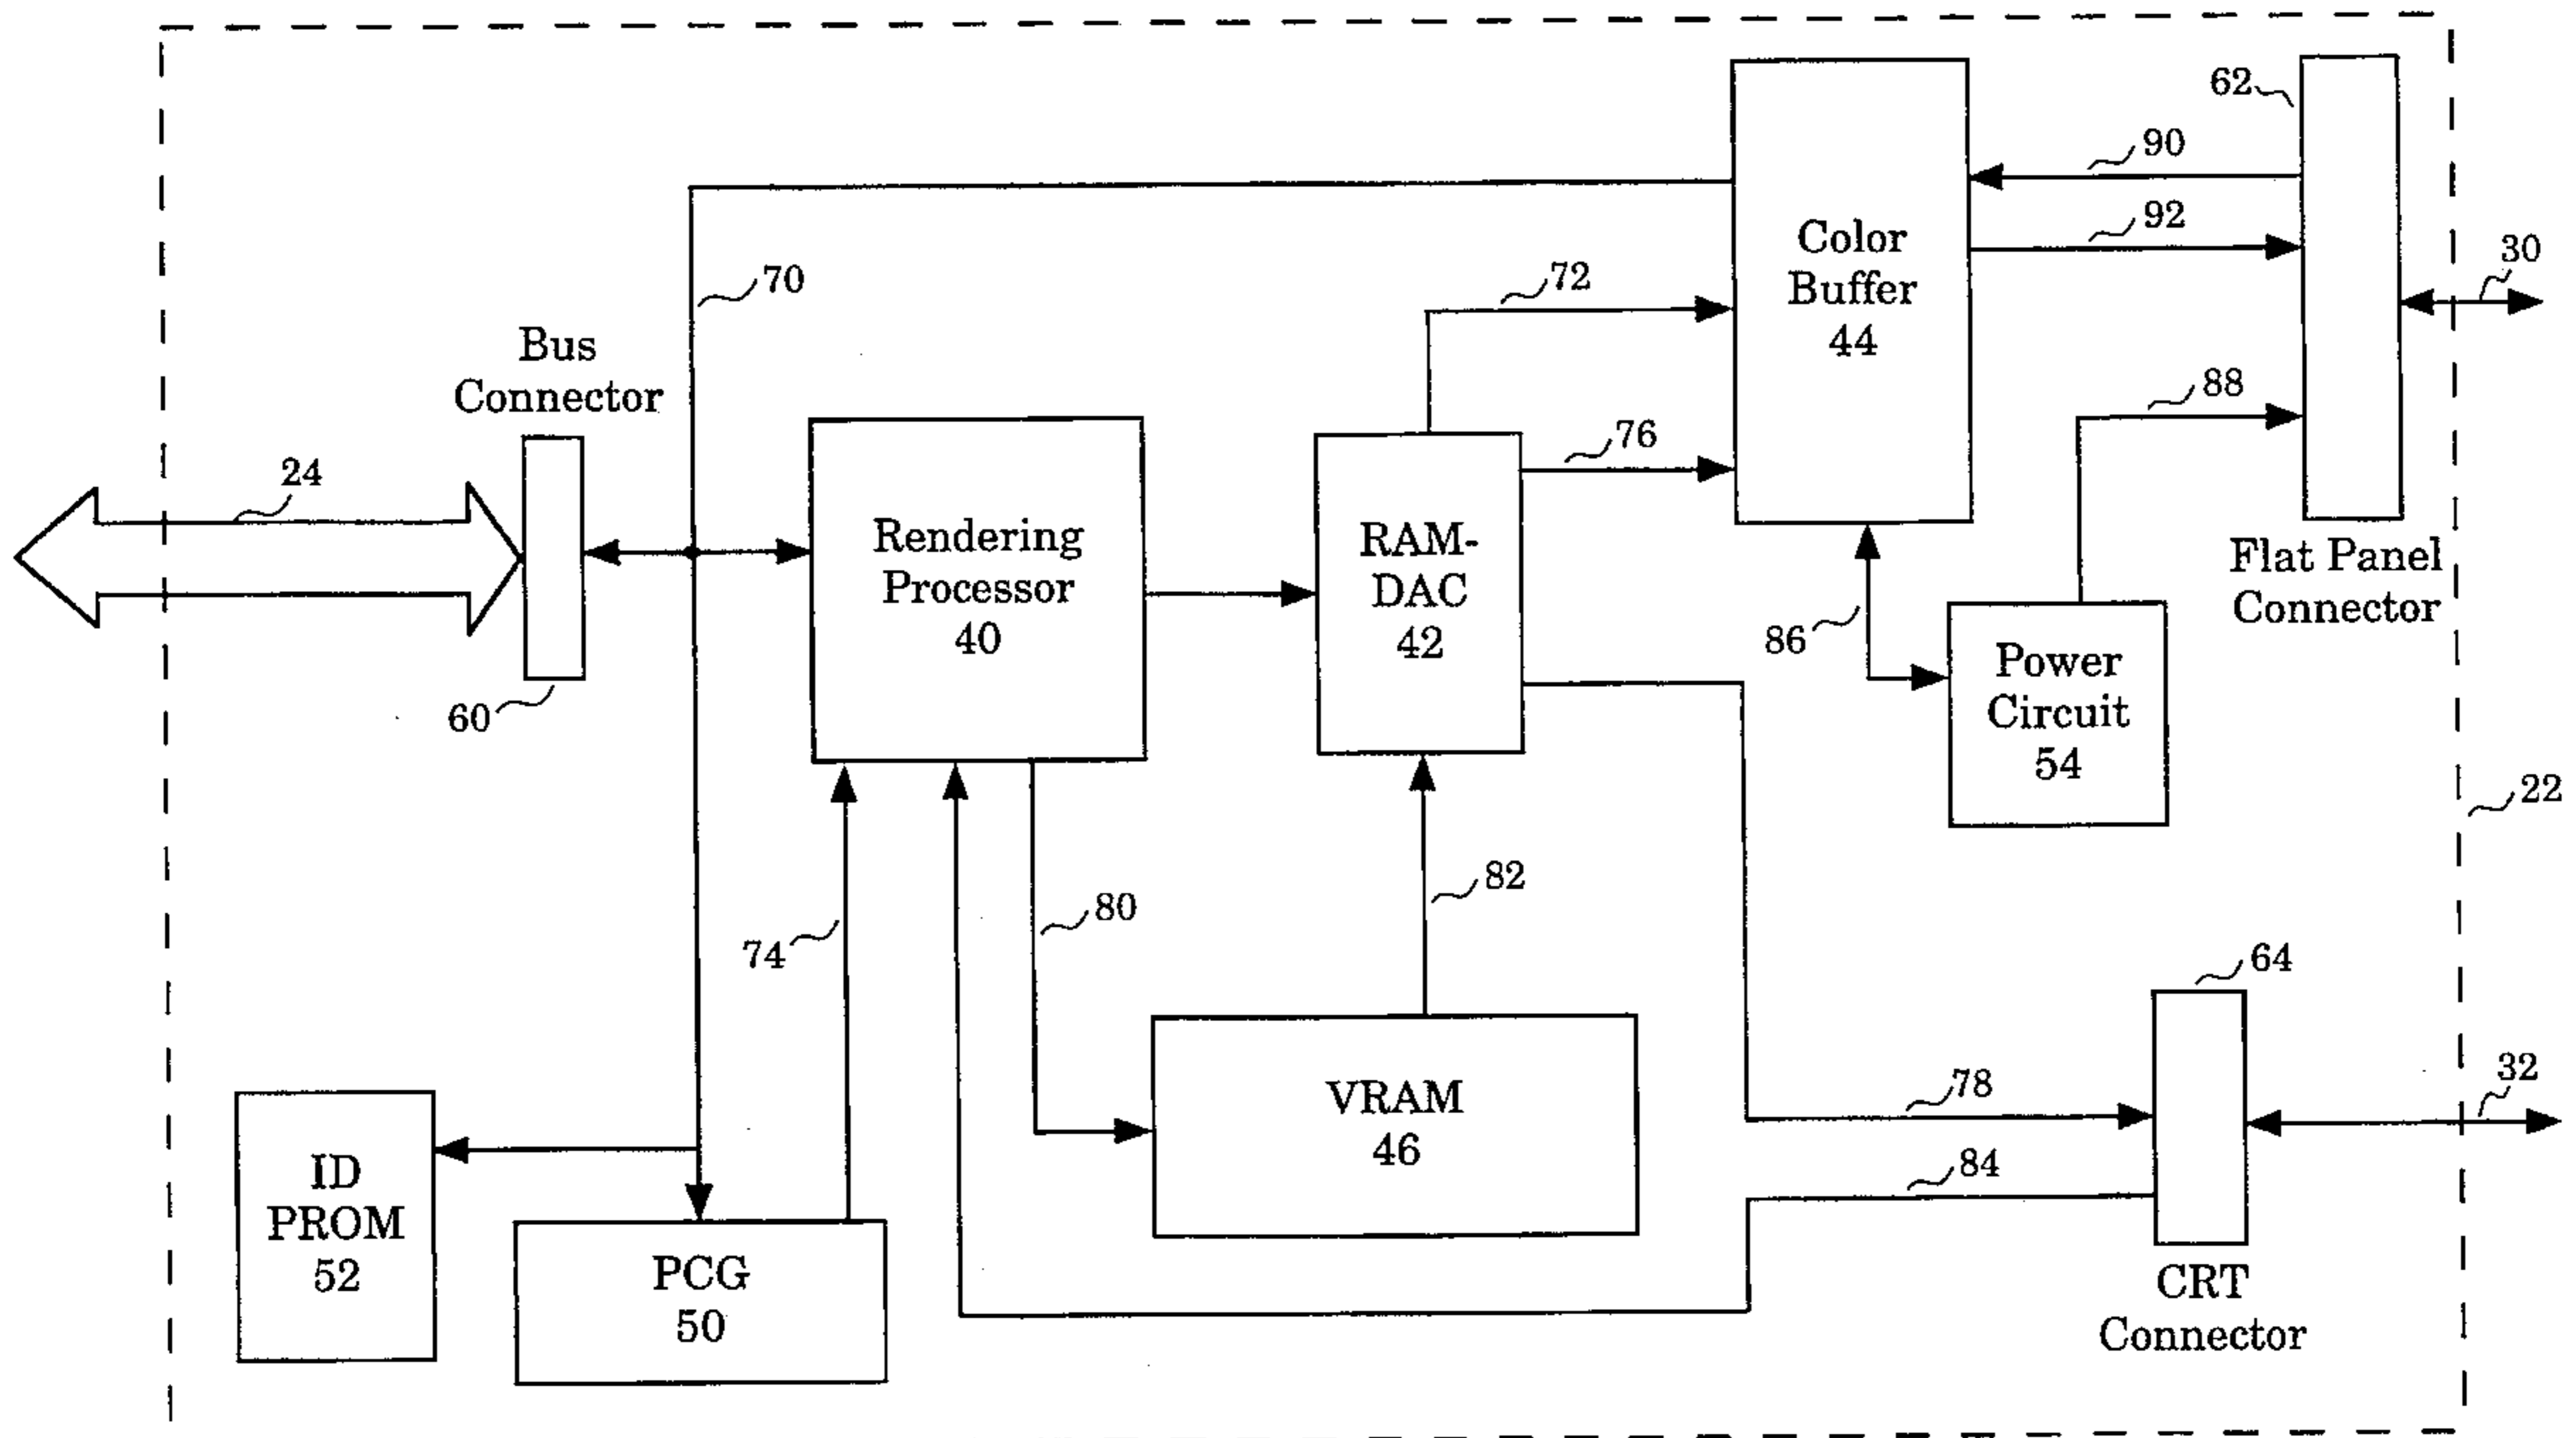 62
90
Color
Buffer
44
92
30
70
72
Bus
Connector
88
76
24
Rendering
Processor
40
RAM-
DAC
42
Flat Panel
Connector
86
Power
Circuit
54
60
22
82
80
74
64
VRAM
46
78
32
84
ID
PROM
52
PCG
50
CRT
Connector